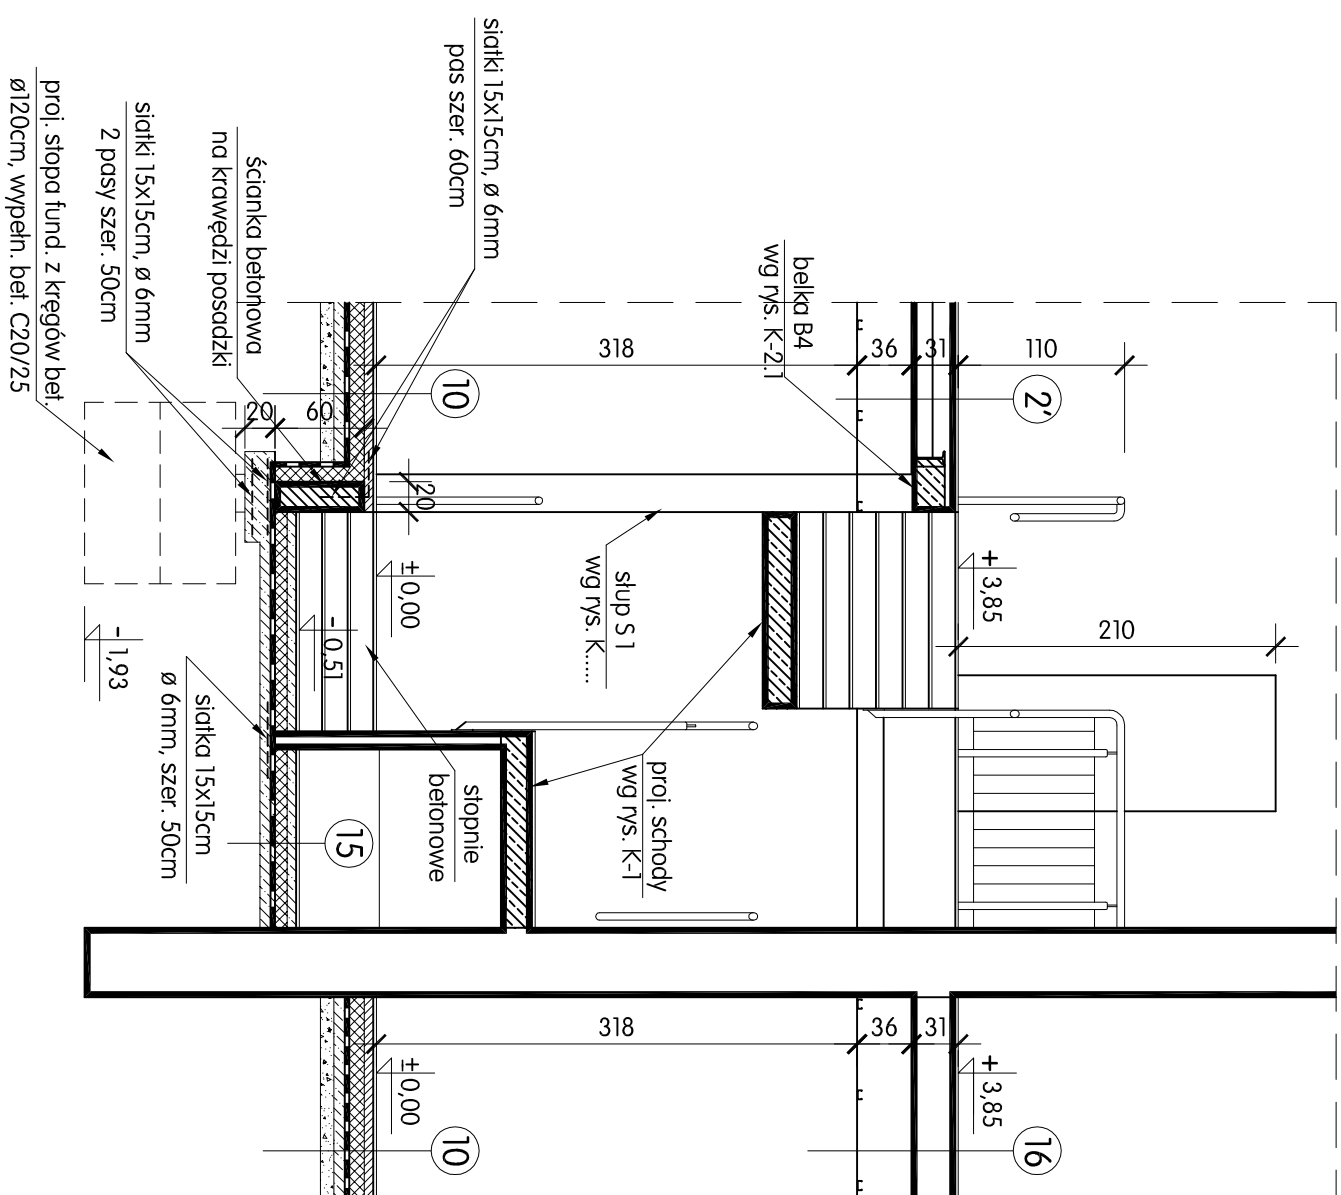 siatki 15x15cm, ø 6mm
pas szer. 60cm
ścianka betonowa
na krawędzi posadzki
siatki 15x15cm, ø 6mm
2 pasy szer. 50cm
proj. stopa fund. z kręgów bet.
ø120cm, wypełn. bet. C20/25
belka B4
wg rys. K-2.1
110
31
36
318
2'
10
60
20
20
+ 3,85
± 0,00
- 0,51
- 1,93
210
słup S 1
wg rys. K.....
proj. schody
wg rys. K-1
stopnie
betonowe
siatka 15x15cm
ø 6mm, szer. 50cm
15
31
36
318
+ 3,85
± 0,00
16
10